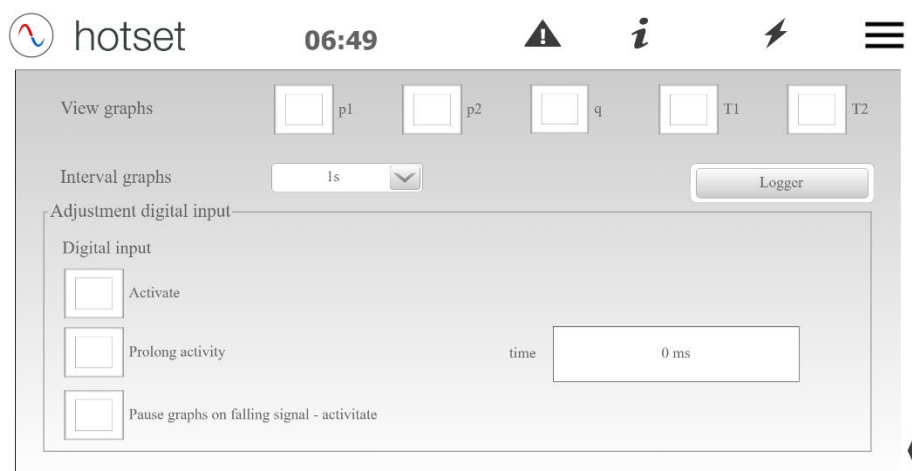 hotset 06:49
View graphs p1 p2 q T1 T2
Interval graphs 1s Logger
Adjustment digital input
Digital input
Activate
Prolong activity time 0 ms
Pause graphs on falling signal - activitate